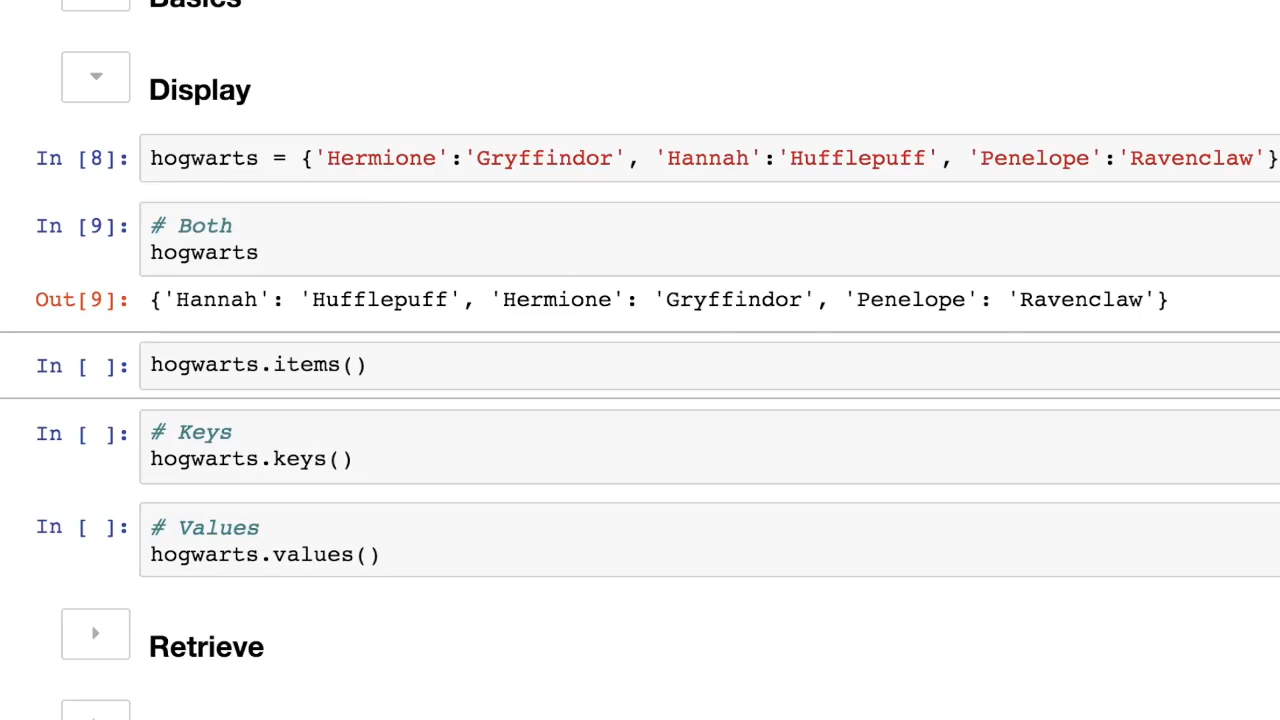 Basics
Display
In [8]: hogwarts = {'Hermione':'Gryffindor', 'Hannah':'Hufflepuff', 'Penelope':'Ravenclaw'}
In [9]: # Both
hogwarts
Out[9]: {'Hannah': 'Hufflepuff', 'Hermione': 'Gryffindor', 'Penelope': 'Ravenclaw'}
In [ ]: hogwarts.items()
In [ ]: # Keys
hogwarts.keys()
In [ ]: # Values
hogwarts.values()
Retrieve